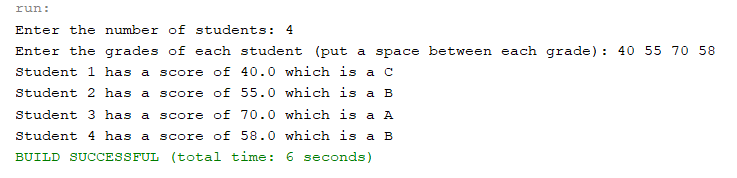 run:
Enter the number of students: 4
Enter the grades of each student (put a space between each grade): 40 55 70 58
Student 1 has a score of 40.0 which is a C
Student 2 has a score of 55.0 which is a B
Student 3 has a score of 70.0 which is a A
Student 4 has a score of 58.0 which is a B
BUILD SUCCESSFUL (total time: 6 seconds)